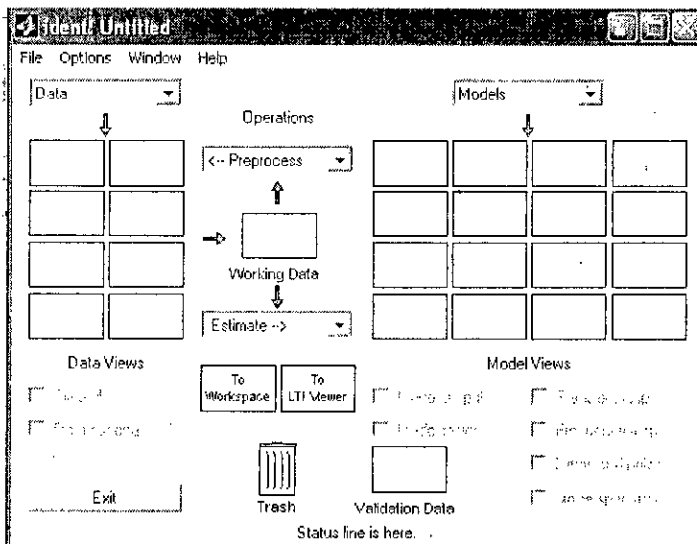 ident: Untitled
File Options Window Help
Data
Models
Operations
<-- Preprocess
Working Data
Estimate -->
Data Views
Model Views
To Workspace
To LTI Viewer
Exit
Trash
Validation Data
Status line is here.